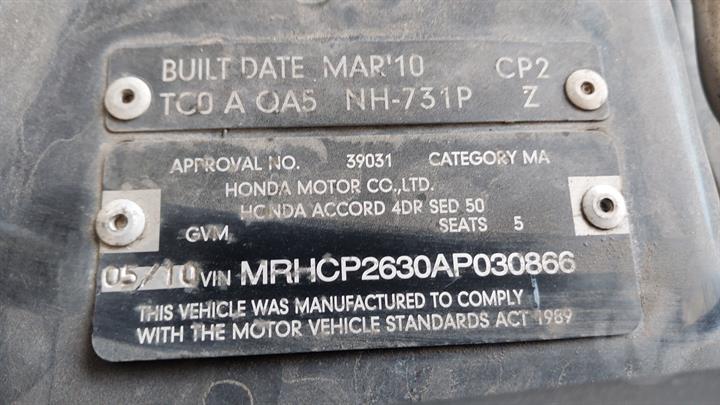 BUILT DATE MAR'10 CP2
TC0 A OA5 NH-731P Z
APPROVAL NO. 39031 CATEGORY MA
HONDA MOTOR CO.,LTD.
HONDA ACCORD 4DR SED 50
GVM SEATS 5
05/10 VIN MRHCP2630AP030866
THIS VEHICLE WAS MANUFACTURED TO COMPLY
WITH THE MOTOR VEHICLE STANDARDS ACT 1989